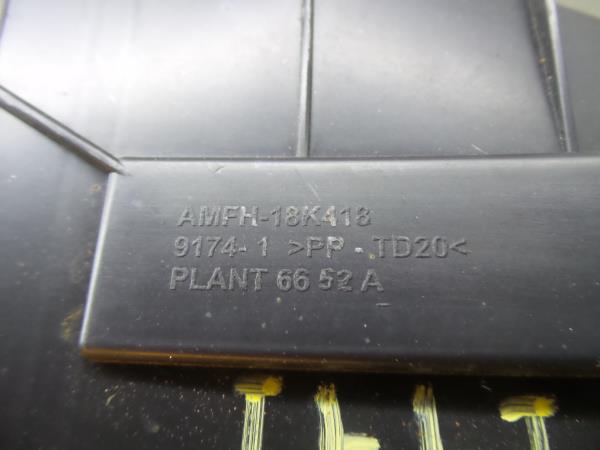 AMFH-18K418
9174-1 >PP - TD20<
PLANT 66 52 A